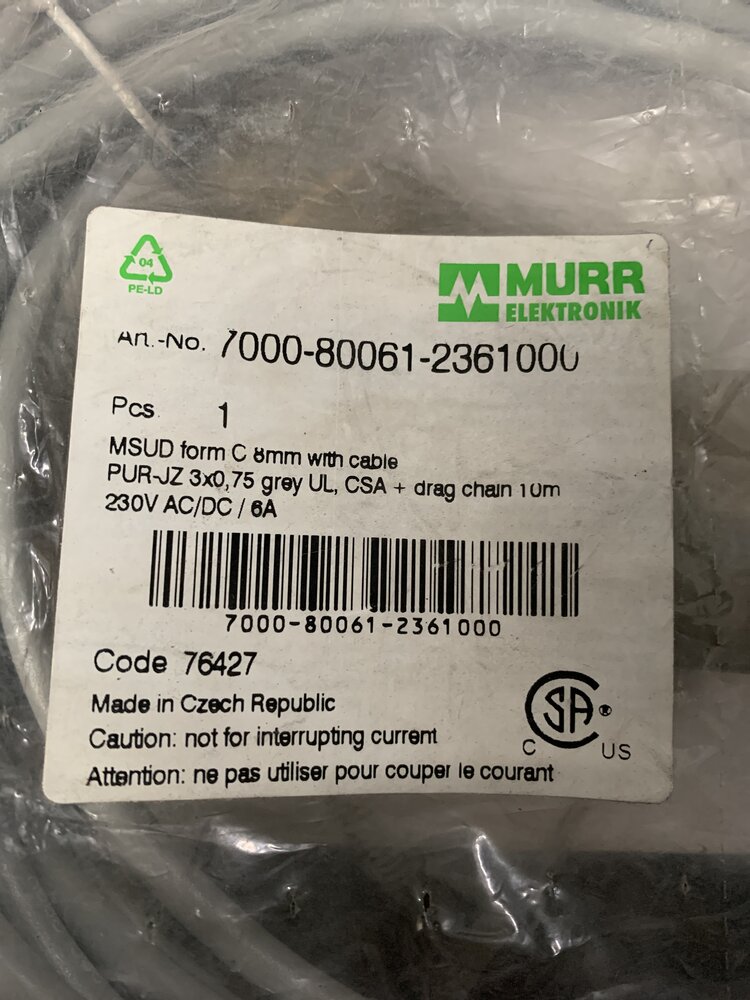 04
PE-LD
MURR
ELEKTRONIK
Art.-No. 7000-80061-2361000
Pcs 1
MSUD form C 8mm with cable
PUR-JZ 3x0,75 grey UL, CSA + drag chain 10m
230V AC/DC / 6A
7000-80061-2361000
Code 76427
Made in Czech Republic
Caution: not for interrupting current
Attention: ne pas utiliser pour couper le courant
CSA®
C US